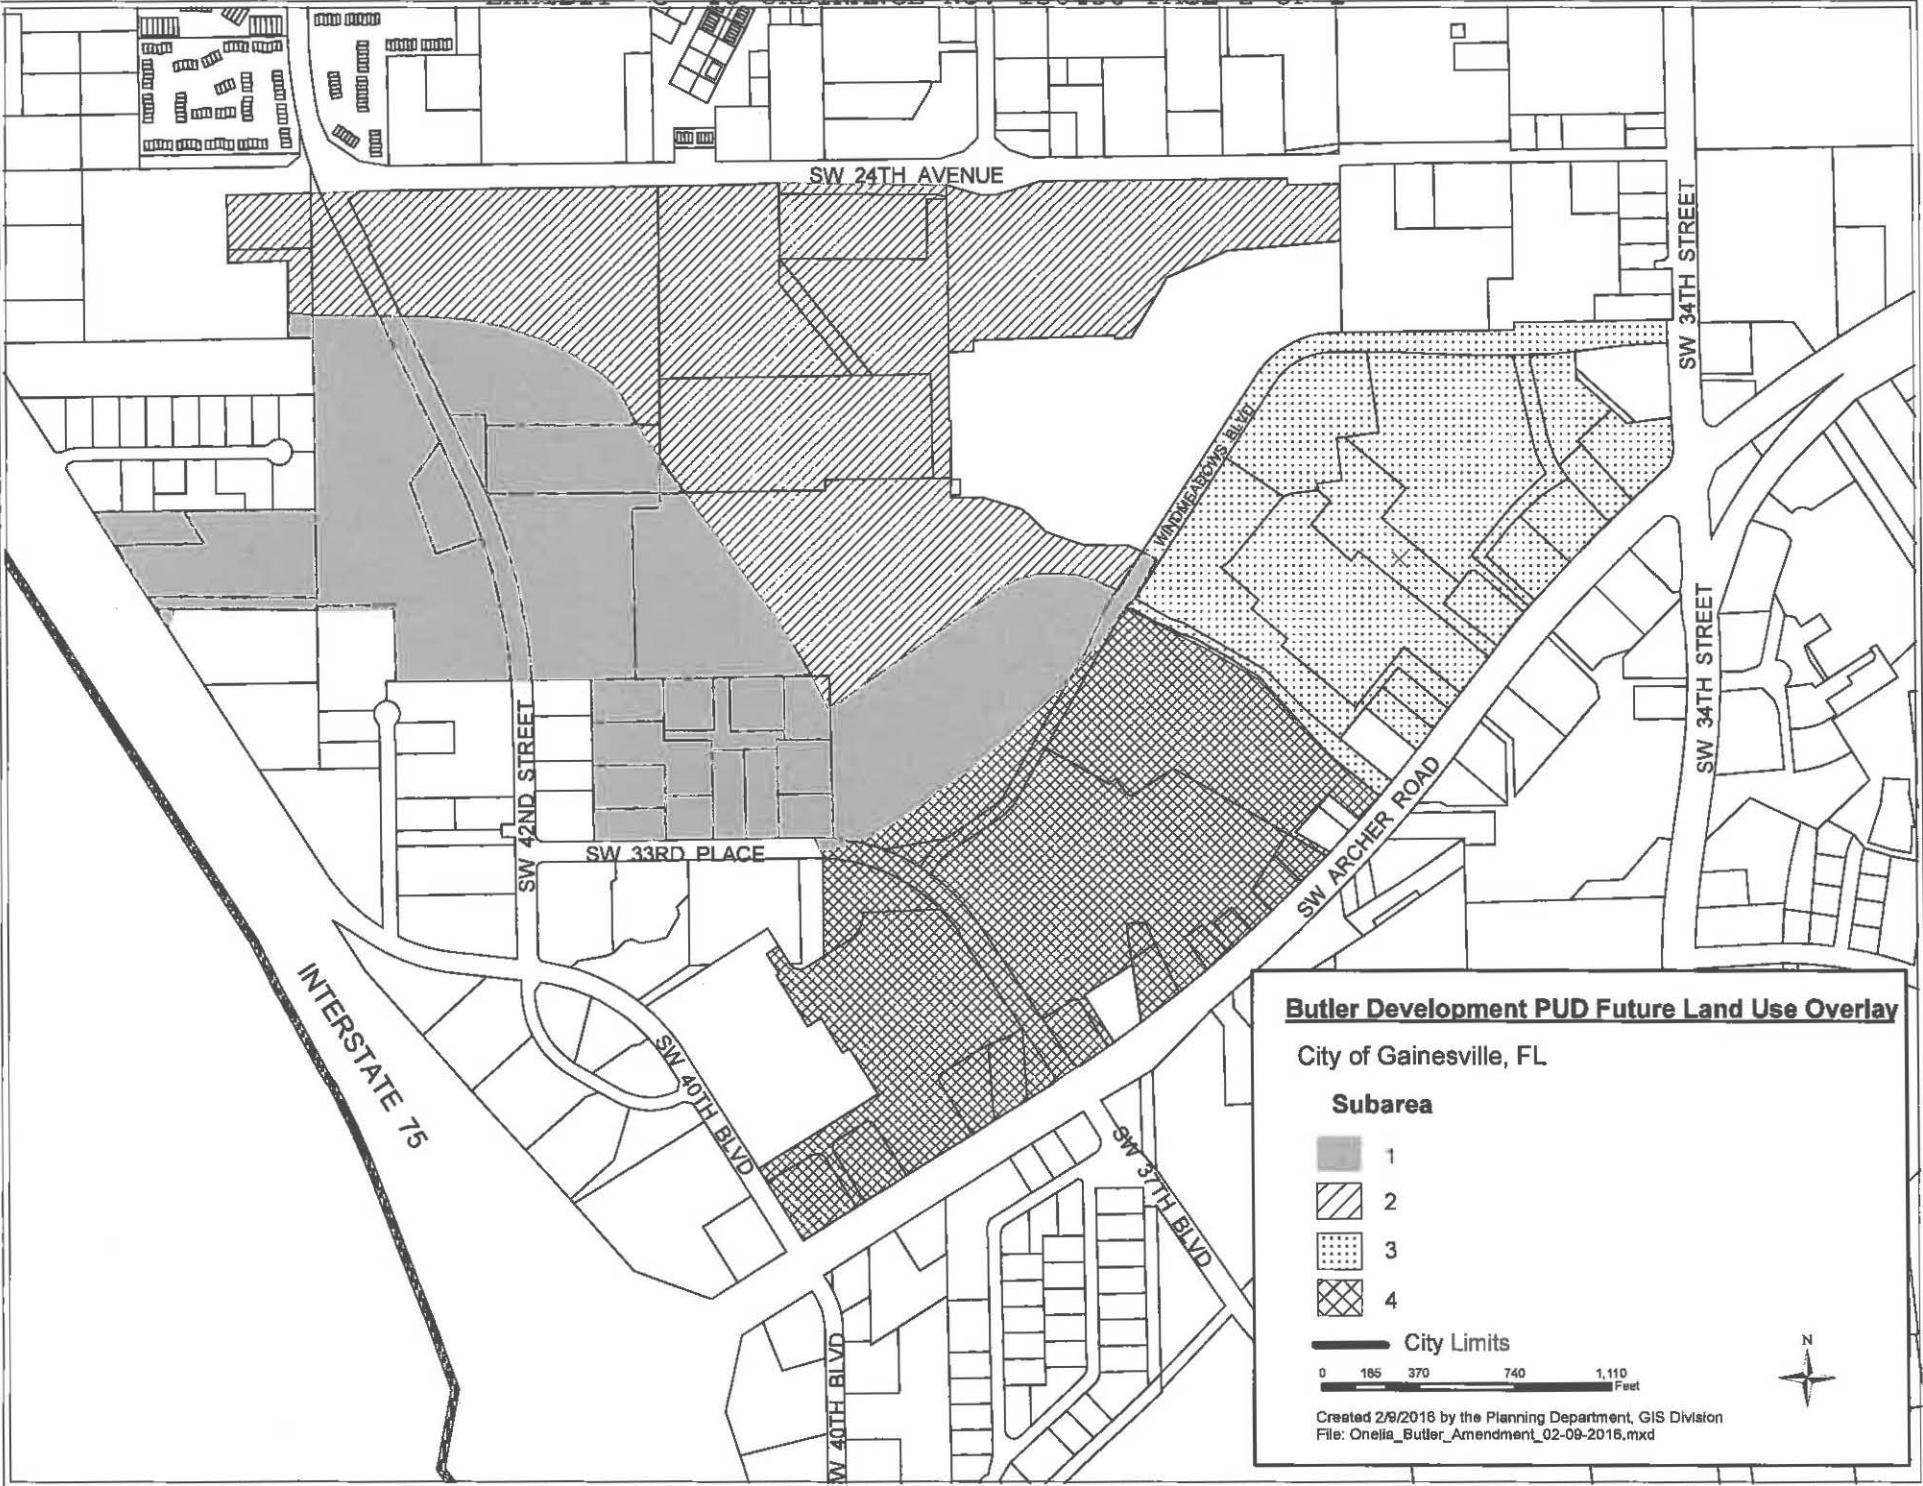 SW 24TH AVENUE
SW 34TH STREET
WINDMEADOWS BLVD.
SW 34TH STREET
SW 42ND STREET
SW 33RD PLACE
SW ARCHER ROAD
INTERSTATE 75
SW 40TH BLVD
SW 37TH BLVD
W 40TH BLVD
Butler Development PUD Future Land Use Overlay
City of Gainesville, FL
Subarea
1
2
3
4
City Limits
0 185 370 740 1,110
Feet
N
Created 2/9/2016 by the Planning Department, GIS Division
File: Onelia_Butler_Amendment_02-09-2016.mxd